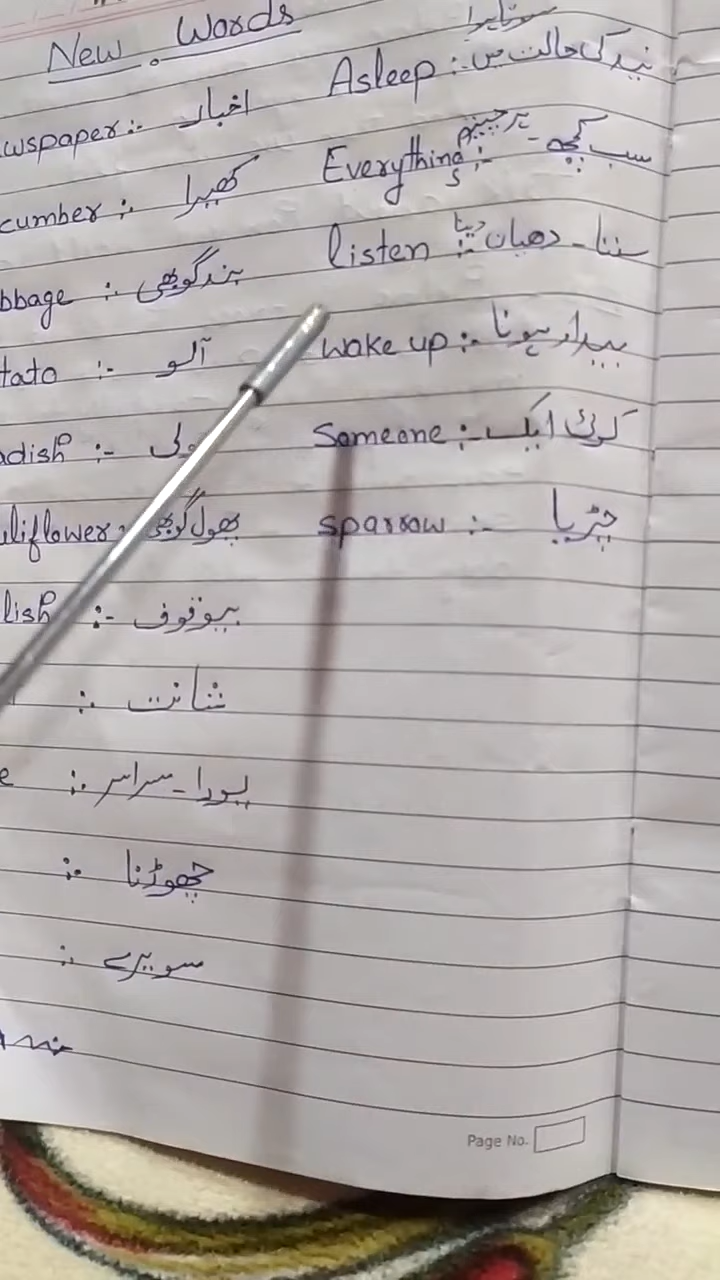 New Words
wspaper:- اخبار
cumber :- کھیرا
bbage :- بند گوبھی
tato :- آلو
adish :- ولی
uliflower :- پھول گوبھی
lish :- بیوقوف
:- شانت
e :- پورا۔سراسر
:- چھوڑنا
:- سویرے
سوتا ہوا
Asleep :- نیند کی حالت میں
Everything :- سب کچھ - ہر چیز
listen :- سننا - دھیان دینا
Wake up :- بیدار ہونا
Someone :- کوئی ایک
Sparrow :- چڑیا
Page No.